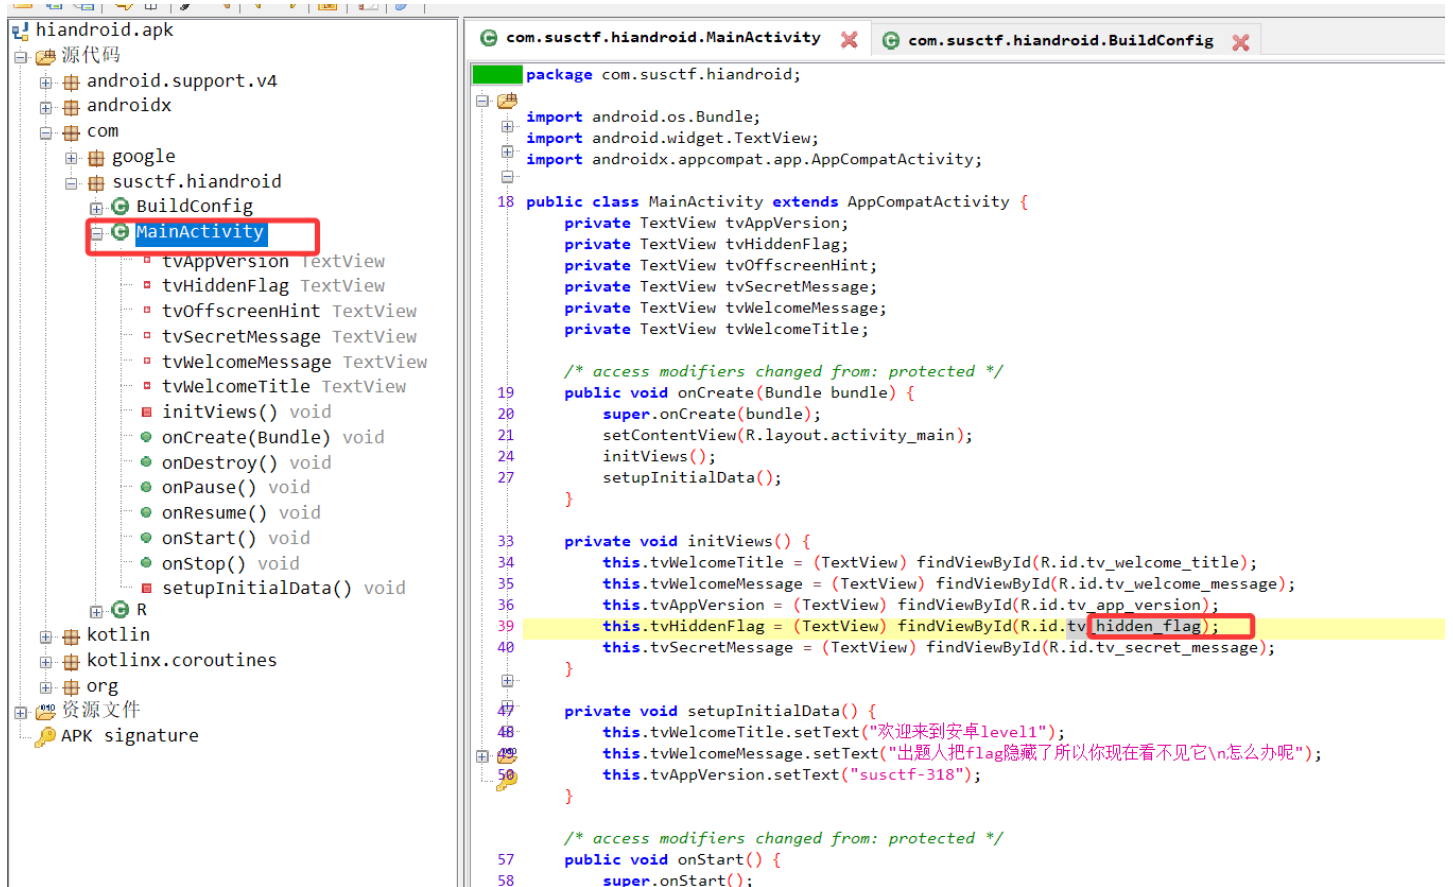 hiandroid.apk
源代码
android.support.v4
androidx
com
google
susctf.hiandroid
BuildConfig
MainActivity
tvAppVersion TextView
tvHiddenFlag TextView
tvOffscreenHint TextView
tvSecretMessage TextView
tvWelcomeMessage TextView
tvWelcomeTitle TextView
initViews() void
onCreate(Bundle) void
onDestroy() void
onPause() void
onResume() void
onStart() void
onStop() void
setupInitialData() void
R
kotlin
kotlinx.coroutines
org
资源文件
APK signature
com.susctf.hiandroid.MainActivity com.susctf.hiandroid.BuildConfig
package com.susctf.hiandroid;
import android.os.Bundle;
import android.widget.TextView;
import androidx.appcompat.app.AppCompatActivity;
18 public class MainActivity extends AppCompatActivity {
private TextView tvAppVersion;
private TextView tvHiddenFlag;
private TextView tvOffscreenHint;
private TextView tvSecretMessage;
private TextView tvWelcomeMessage;
private TextView tvWelcomeTitle;
/* access modifiers changed from: protected */
19 public void onCreate(Bundle bundle) {
20 super.onCreate(bundle);
21 setContentView(R.layout.activity_main);
24 initViews();
27 setupInitialData();
}
33 private void initViews() {
34 this.tvWelcomeTitle = (TextView) findViewById(R.id.tv_welcome_title);
35 this.tvWelcomeMessage = (TextView) findViewById(R.id.tv_welcome_message);
36 this.tvAppVersion = (TextView) findViewById(R.id.tv_app_version);
39 this.tvHiddenFlag = (TextView) findViewById(R.id.tv_hidden_flag);
40 this.tvSecretMessage = (TextView) findViewById(R.id.tv_secret_message);
}
47 private void setupInitialData() {
48 this.tvWelcomeTitle.setText("欢迎来到安卓level1");
49 this.tvWelcomeMessage.setText("出题人把flag隐藏了所以你现在看不见它\n怎么办呢");
50 this.tvAppVersion.setText("susctf-318");
}
/* access modifiers changed from: protected */
57 public void onStart() {
58 super.onStart();